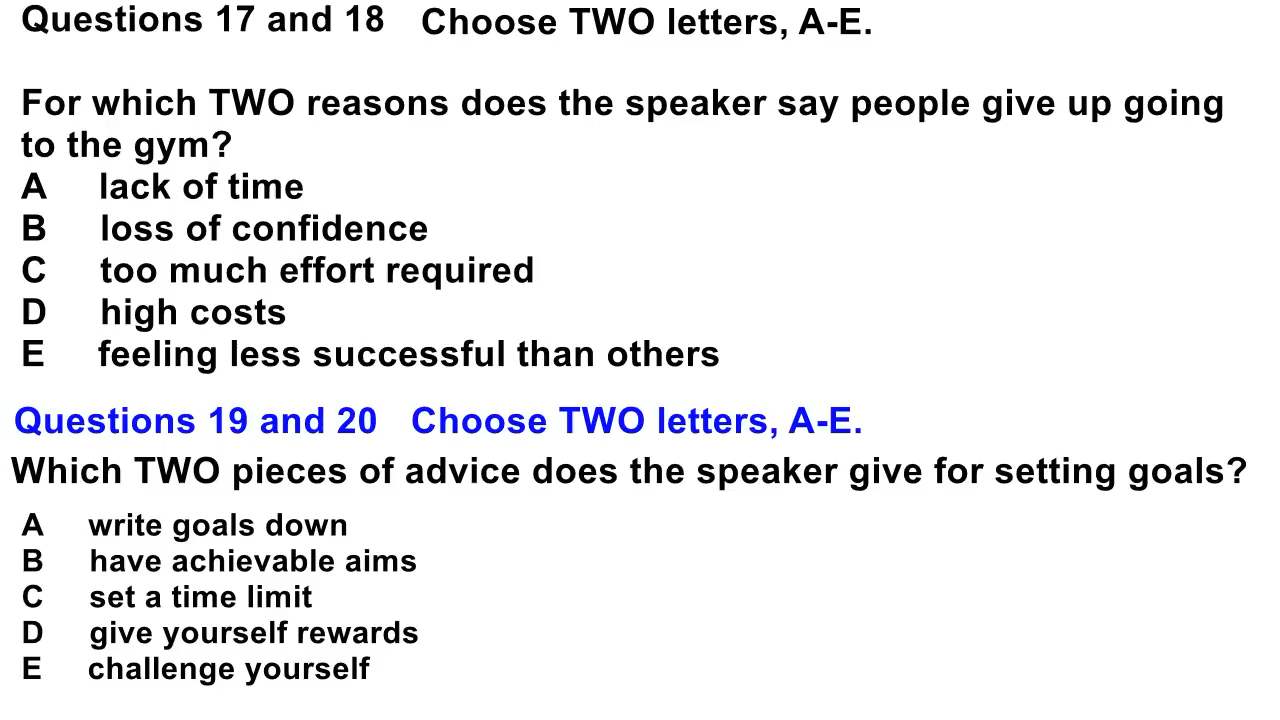 Questions 17 and 18 Choose TWO letters, A-E.
For which TWO reasons does the speaker say people give up going
to the gym?
A lack of time
B loss of confidence
C too much effort required
D high costs
E feeling less successful than others
Questions 19 and 20 Choose TWO letters, A-E.
Which TWO pieces of advice does the speaker give for setting goals?
A write goals down
B have achievable aims
C set a time limit
D give yourself rewards
E challenge yourself